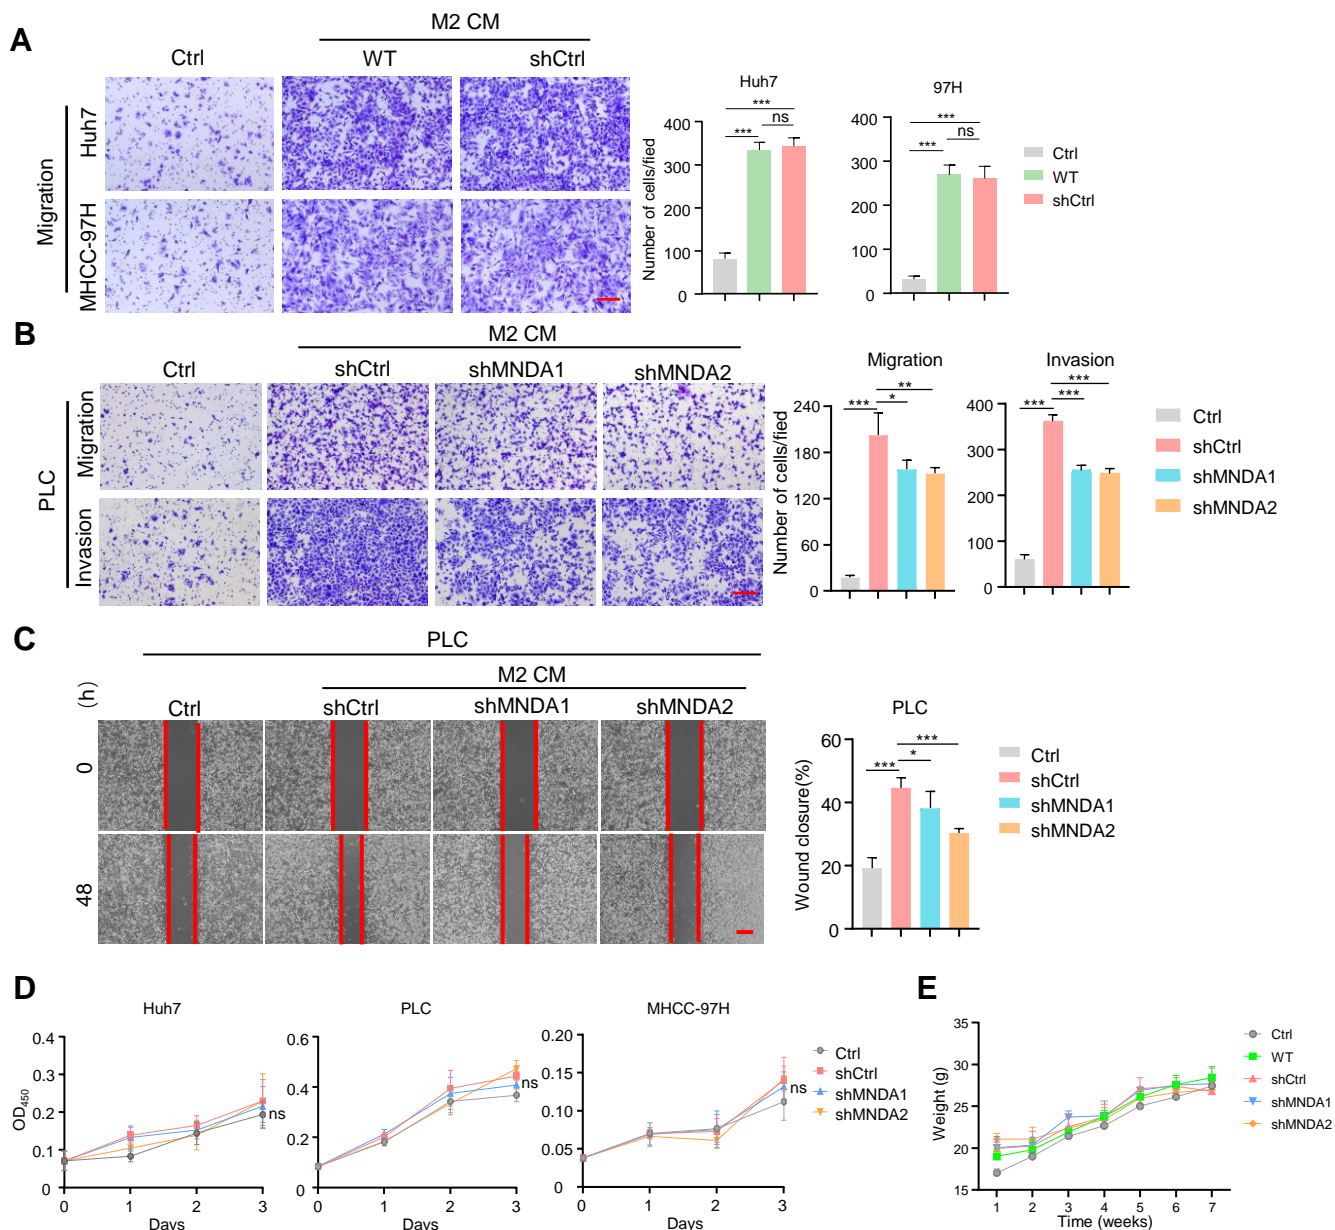 A
M2 CM
Ctrl
WT
shCtrl
Migration
Huh7
MHCC-97H
Huh7
Number of cells/fied
400
300
200
100
0
***
***
ns
97H
400
300
200
100
0
***
***
ns
Ctrl
WT
shCtrl
B
M2 CM
Ctrl
shCtrl
shMNDA1
shMNDA2
PLC
Migration
Invasion
Migration
Number of cells/fied
240
180
120
60
0
***
**
*
Invasion
400
300
200
100
0
***
***
***
Ctrl
shCtrl
shMNDA1
shMNDA2
C
PLC
M2 CM
(h)
Ctrl
shCtrl
shMNDA1
shMNDA2
0
48
PLC
Wound closure(%)
60
40
20
0
***
***
*
Ctrl
shCtrl
shMNDA1
shMNDA2
D
Huh7
OD450
0.4
0.3
0.2
0.1
0
ns
0 1 2 3
Days
PLC
0.6
0.4
0.2
0
ns
0 1 2 3
Days
MHCC-97H
0.20
0.15
0.10
0.05
0
ns
0 1 2 3
Days
Ctrl
shCtrl
shMNDA1
shMNDA2
E
Weight (g)
35
30
25
20
15
1 2 3 4 5 6 7
Time (weeks)
Ctrl
WT
shCtrl
shMNDA1
shMNDA2